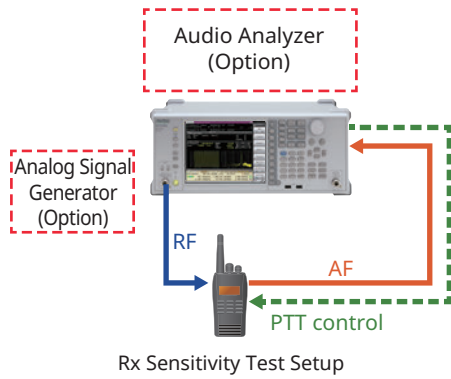 Audio Analyzer
(Option)
Analog Signal
Generator
(Option)
RF
AF
PTT control
Rx Sensitivity Test Setup